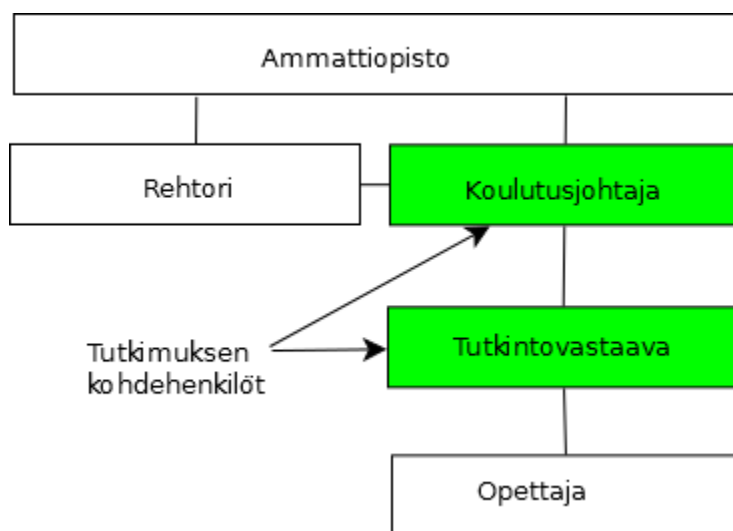 Ammattiopisto
Rehtori
Koulutusjohtaja
Tutkimuksen
kohdehenkilöt
Tutkintovastaava
Opettaja